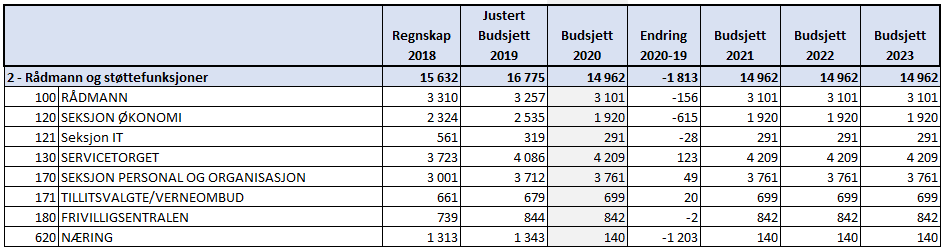 Regnskap 2018 Justert Budsjett 2019 Budsjett 2020 Endring 2020-19 Budsjett 2021 Budsjett 2022 Budsjett 2023
2 - Rådmann og støttefunksjoner 15 632 16 775 14 962 -1 813 14 962 14 962 14 962
100 RÅDMANN 3 310 3 257 3 101 -156 3 101 3 101 3 101
120 SEKSJON ØKONOMI 2 324 2 535 1 920 -615 1 920 1 920 1 920
121 Seksjon IT 561 319 291 -28 291 291 291
130 SERVICETORGET 3 723 4 086 4 209 123 4 209 4 209 4 209
170 SEKSJON PERSONAL OG ORGANISASJON 3 001 3 712 3 761 49 3 761 3 761 3 761
171 TILLITSVALGTE/VERNEOMBUD 661 679 699 20 699 699 699
180 FRIVILLIGSENTRALEN 739 844 842 -2 842 842 842
620 NÆRING 1 313 1 343 140 -1 203 140 140 140